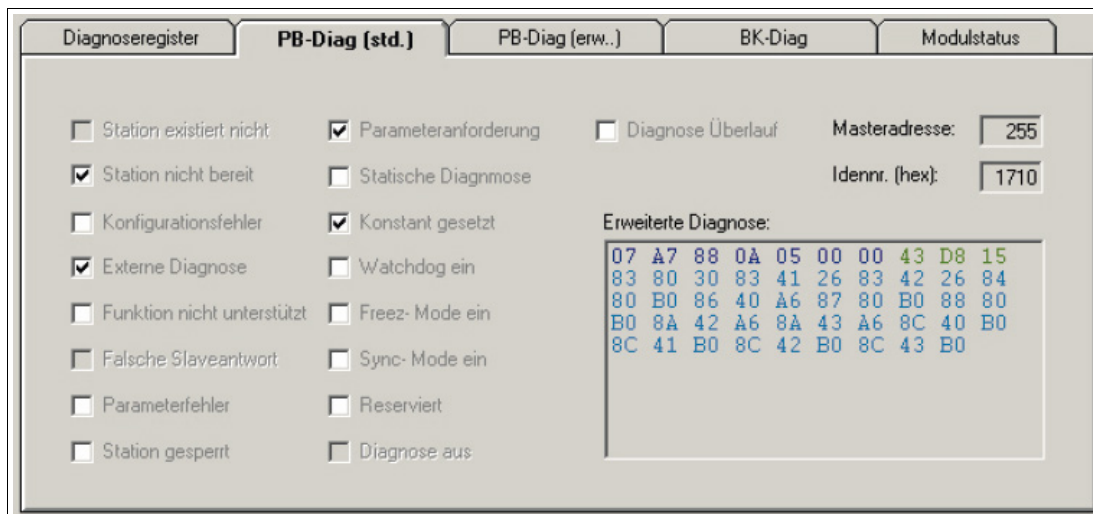 Diagnoseregister
PB-Diag (std.)
PB-Diag (erw..)
BK-Diag
Modulstatus
Station existiert nicht
Parameteranforderung
Diagnose Überlauf
Masteradresse:
255
Station nicht bereit
Statische Diagnmose
Idennr. (hex):
1710
Konfigurationsfehler
Konstant gesetzt
Externe Diagnose
Watchdog ein
Funktion nicht unterstützt
Freez- Mode ein
Falsche Slaveantwort
Sync- Mode ein
Parameterfehler
Reserviert
Station gesperrt
Diagnose aus
Erweiterte Diagnose:
07 A7 88 0A 05 00 00 43 D8 15
83 80 30 83 41 26 83 42 26 84
80 B0 86 40 A6 87 80 B0 88 80
B0 8A 42 A6 8A 43 A6 8C 40 B0
8C 41 B0 8C 42 B0 8C 43 B0